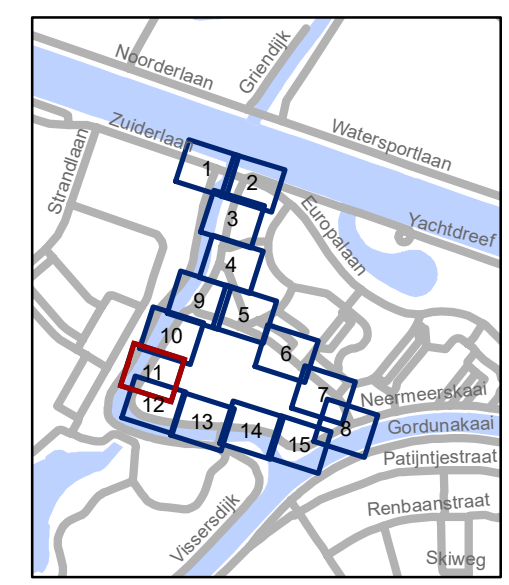 Noorderlaan
Griendijk
Zuiderlaan
Watersportlaan
Strandlaan
1
2
3
Europalaan
Yachtdreef
4
9
5
10
6
11
7
Neermeerskaai
12
13
14
15
8
Gordunakaai
Patijntjestraat
Vissersdijk
Renbaanstraat
Skiweg